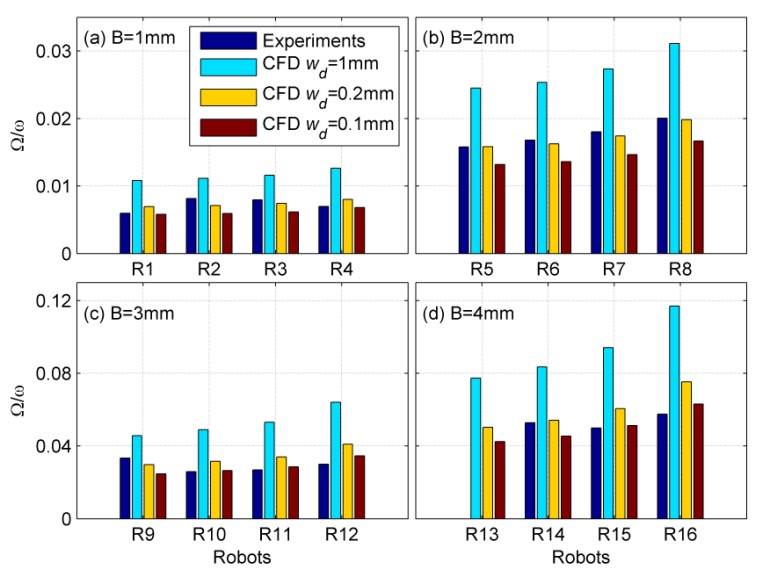 (a) B=1mm
Experiments
CFD w_d=1mm
CFD w_d=0.2mm
CFD w_d=0.1mm
Ω/ω
0.03
0.02
0.01
0
R1 R2 R3 R4
(b) B=2mm
R5 R6 R7 R8
(c) B=3mm
Ω/ω
0.12
0.08
0.04
0
R9 R10 R11 R12
Robots
(d) B=4mm
R13 R14 R15 R16
Robots